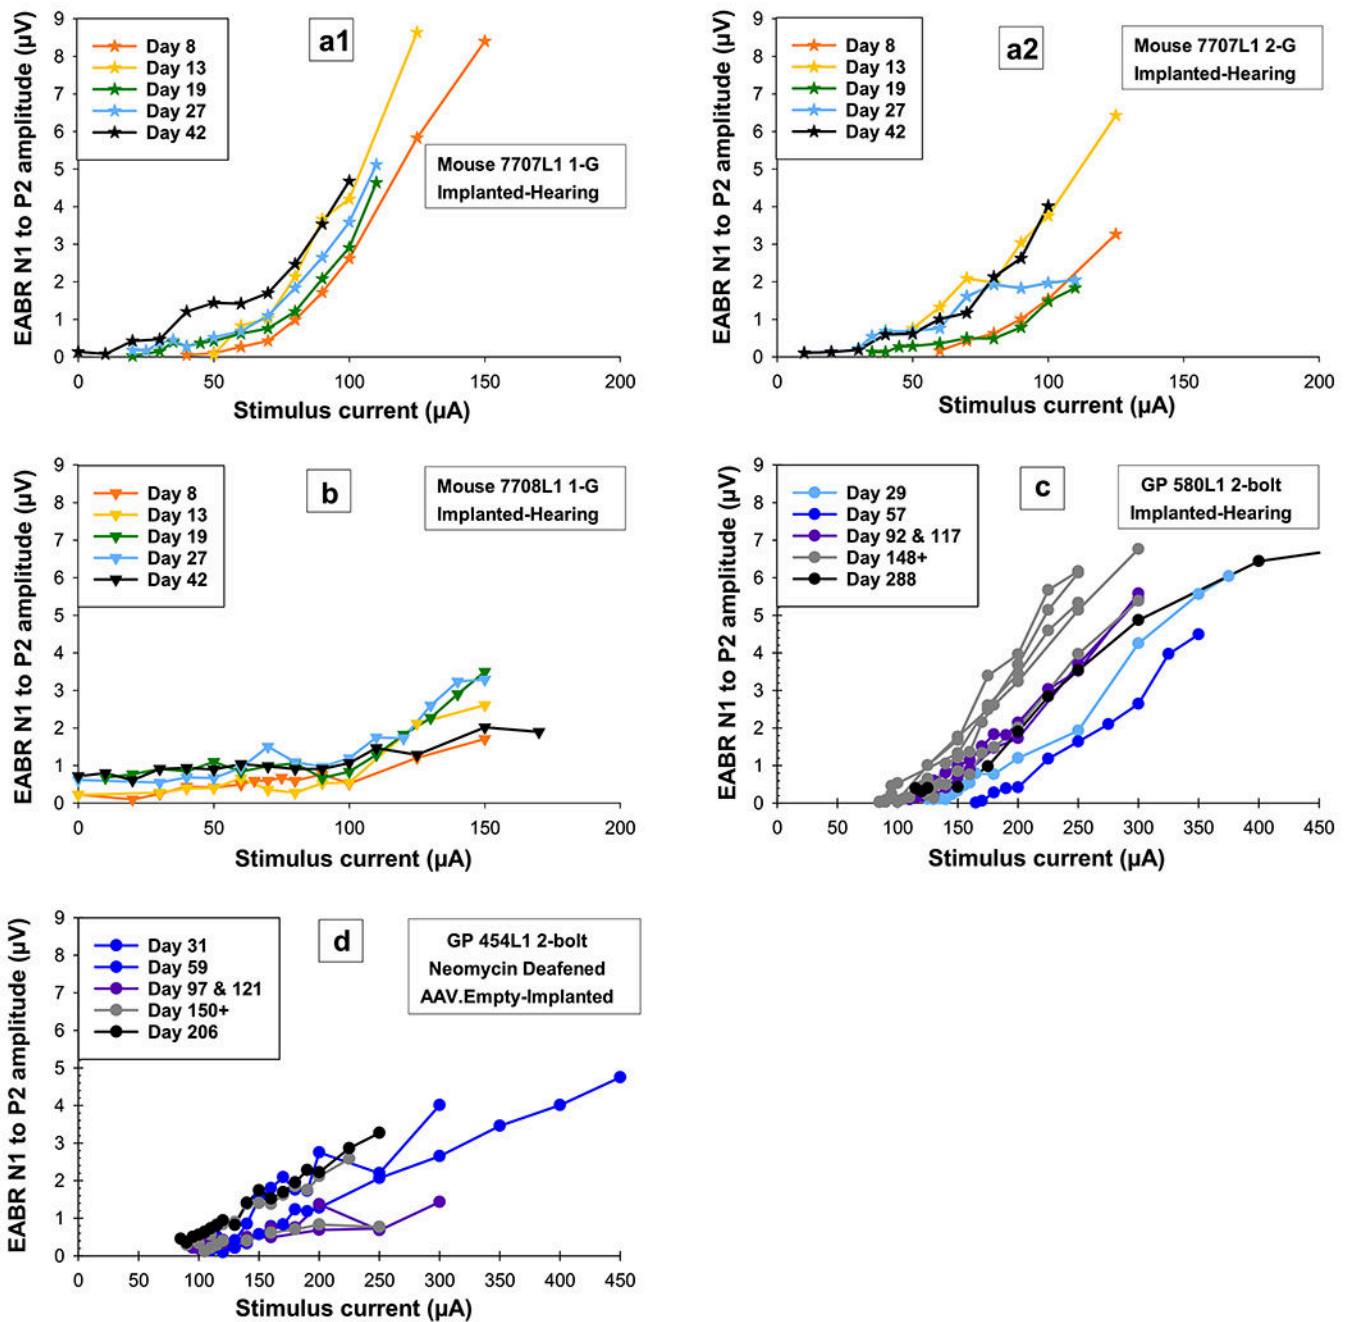 a1
Day 8
Day 13
Day 19
Day 27
Day 42
Mouse 7707L1 1-G
Implanted-Hearing
EABR N1 to P2 amplitude (µV)
9
8
7
6
5
4
3
2
1
0
0 50 100 150 200
Stimulus current (µA)
a2
Day 8
Day 13
Day 19
Day 27
Day 42
Mouse 7707L1 2-G
Implanted-Hearing
EABR N1 to P2 amplitude (µV)
9
8
7
6
5
4
3
2
1
0
0 50 100 150 200
Stimulus current (µA)
b
Day 8
Day 13
Day 19
Day 27
Day 42
Mouse 7708L1 1-G
Implanted-Hearing
EABR N1 to P2 amplitude (µV)
9
8
7
6
5
4
3
2
1
0
0 50 100 150 200
Stimulus current (µA)
c
Day 29
Day 57
Day 92 & 117
Day 148+
Day 288
GP 580L1 2-bolt
Implanted-Hearing
EABR N1 to P2 amplitude (µV)
9
8
7
6
5
4
3
2
1
0
0 50 100 150 200 250 300 350 400 450
Stimulus current (µA)
d
Day 31
Day 59
Day 97 & 121
Day 150+
Day 206
GP 454L1 2-bolt
Neomycin Deafened
AAV.Empty-Implanted
EABR N1 to P2 amplitude (µV)
9
8
7
6
5
4
3
2
1
0
0 50 100 150 200 250 300 350 400 450
Stimulus current (µA)